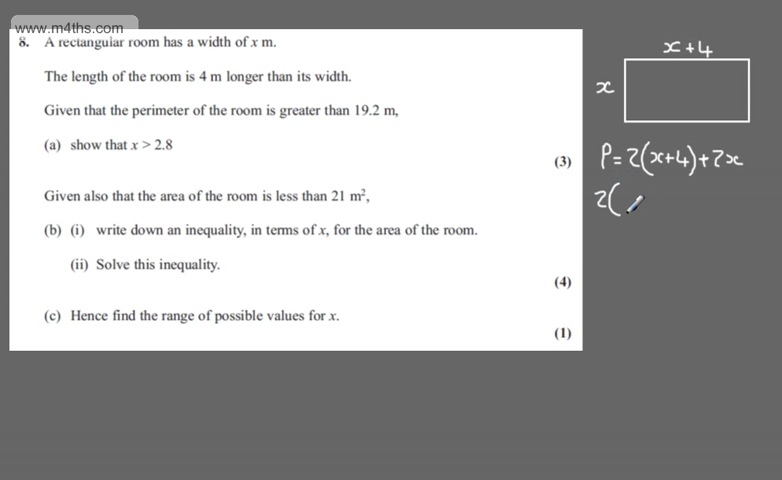 www.m4ths.com
8. A rectangular room has a width of x m.
The length of the room is 4 m longer than its width.
Given that the perimeter of the room is greater than 19.2 m,
(a) show that x > 2.8
(3)
Given also that the area of the room is less than 21 m²,
(b) (i) write down an inequality, in terms of x, for the area of the room.
(ii) Solve this inequality.
(4)
(c) Hence find the range of possible values for x.
(1)
x+4
x
P=2(x+4)+2x
2(